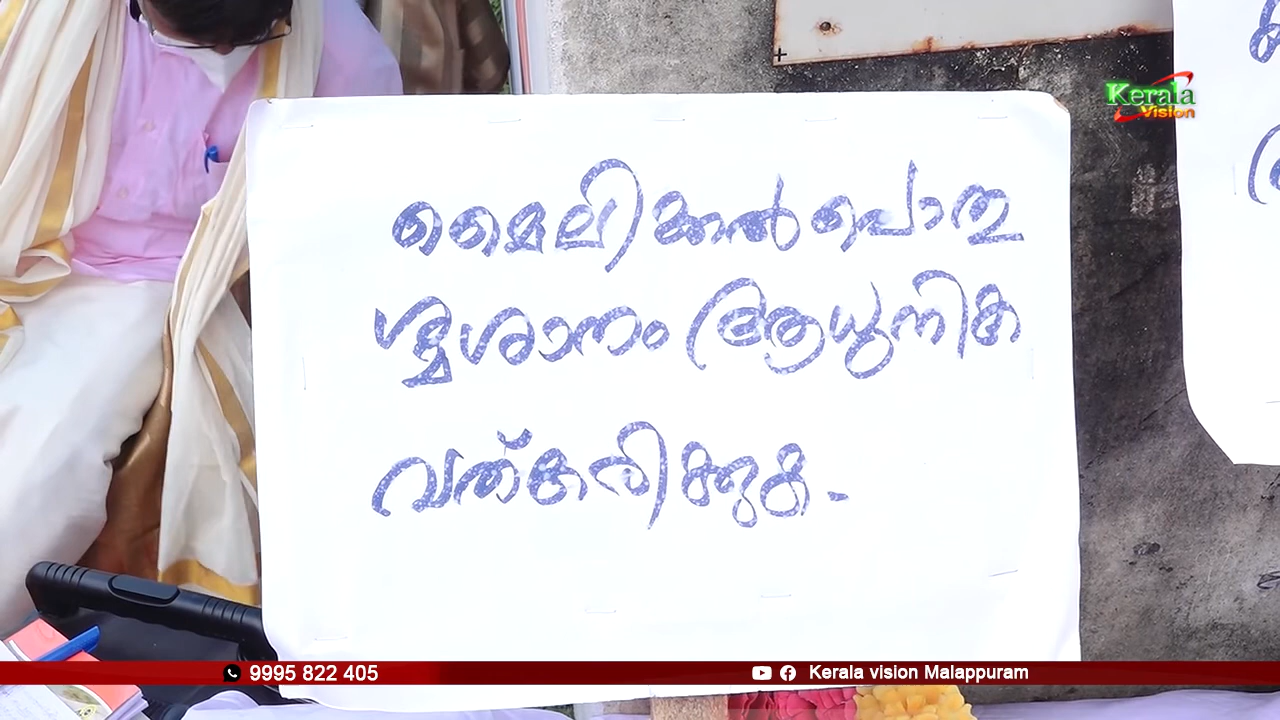 Kerala
Vision
മൈലിക്കൽ പൊതു
ശ്മശാനം ആധുനിക
വത്കരിക്കുക -
9995 822 405
Kerala vision Malappuram